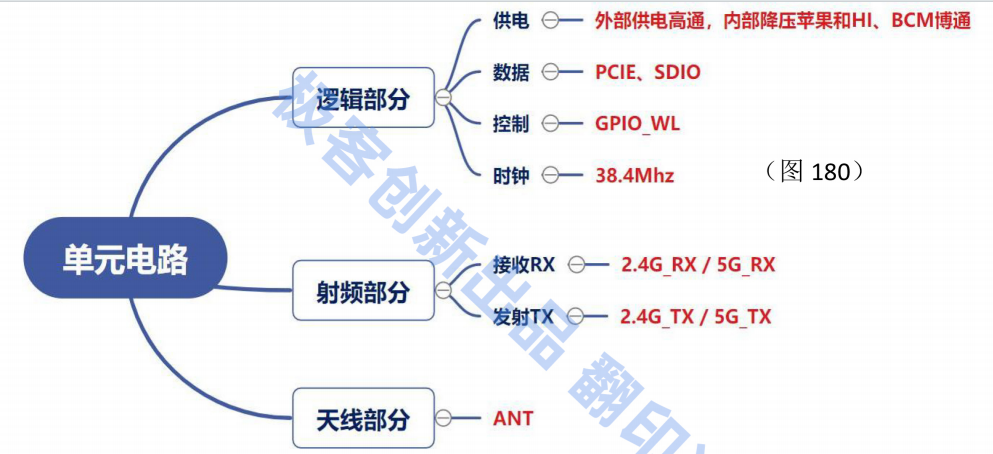 供电
外部供电高通，内部降压苹果和HI、BCM博通
数据
PCIE、SDIO
逻辑部分
控制
GPIO_WL
时钟
38.4Mhz
（图 180）
单元电路
接收RX
2.4G_RX / 5G_RX
射频部分
发射TX
2.4G_TX / 5G_TX
天线部分
ANT
极客创新出品 翻印